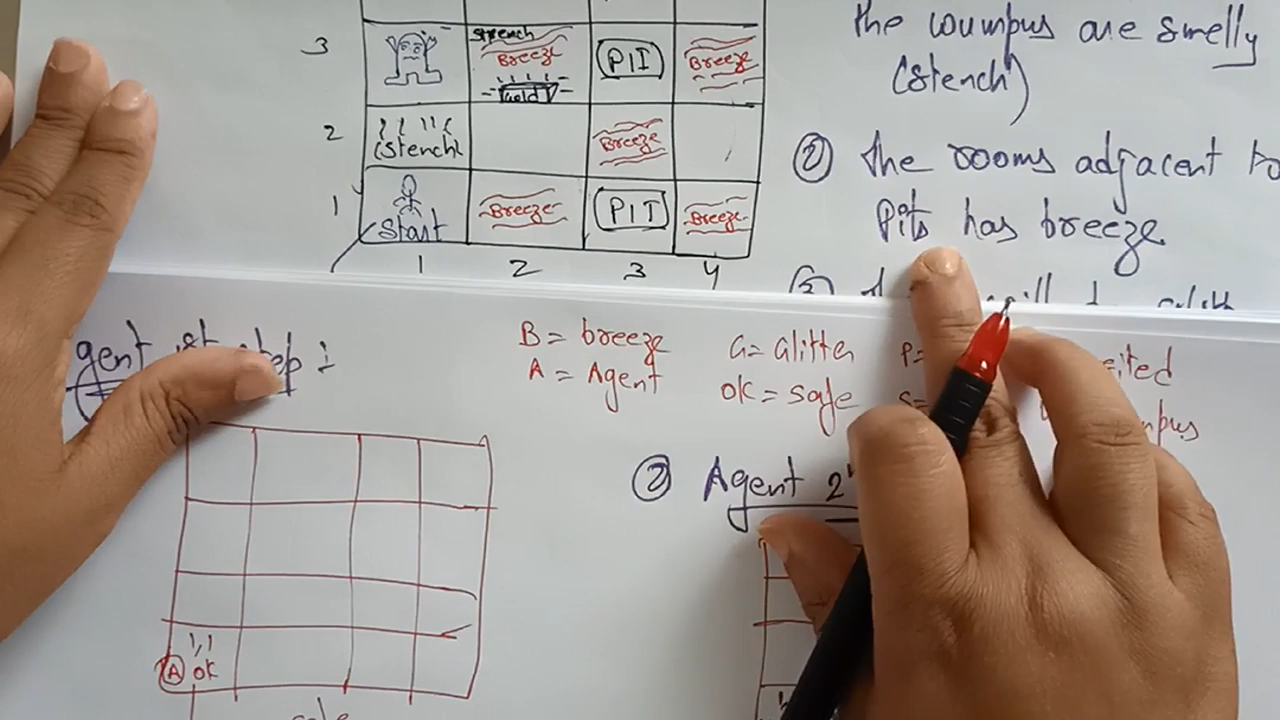 3 Stench Breeze Gold PIT Breeze
2 Stench Breeze
1 Start Breeze PIT Breeze
1 2 3 4
the wumpus are smelly
(stench)
② the rooms adjacent to
Pits has breeze
B = breeze G = Glitter P=
A = Agent OK = safe S=
② Agent
1,1
A OK
safe